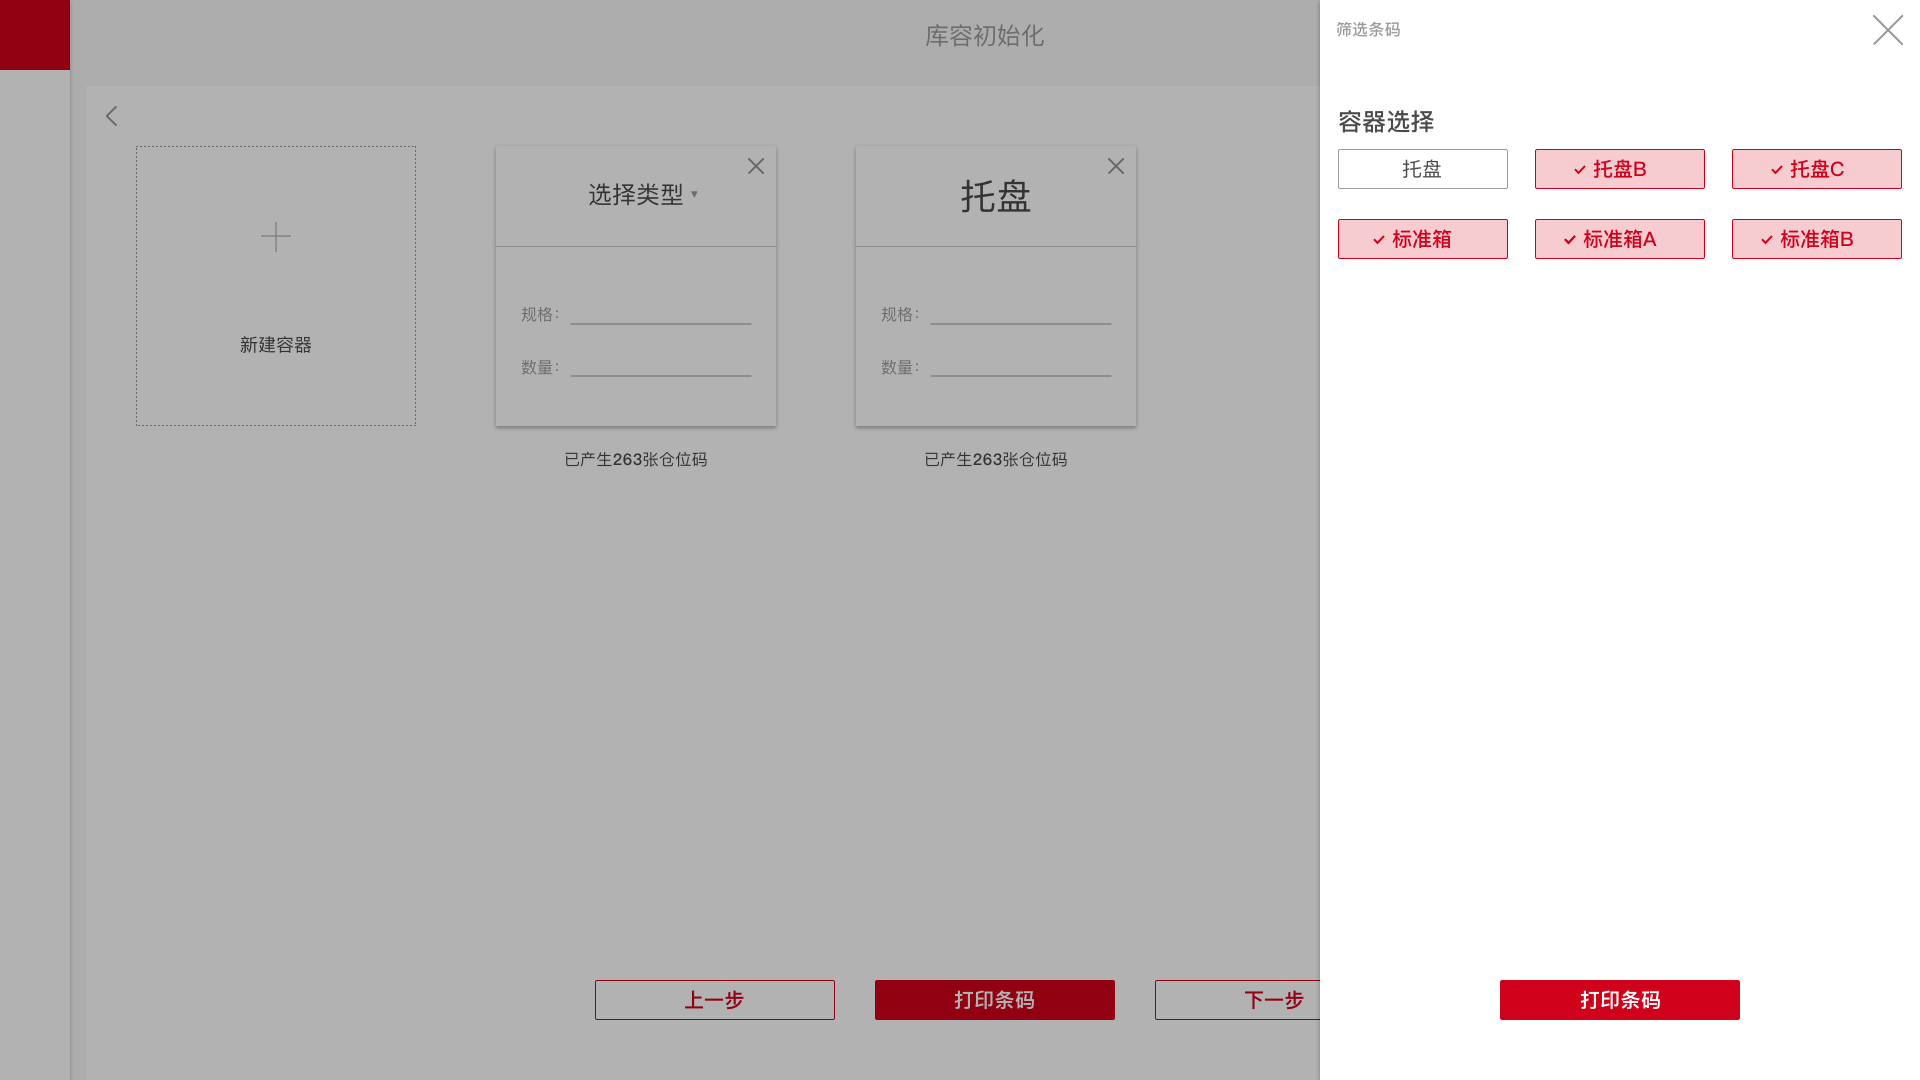 库容初始化
新建容器
选择类型
规格：
数量：
已产生263张仓位码
托盘
规格：
数量：
已产生263张仓位码
上一步
打印条码
下一步
筛选条码
容器选择
托盘
托盘B
托盘C
标准箱
标准箱A
标准箱B
打印条码